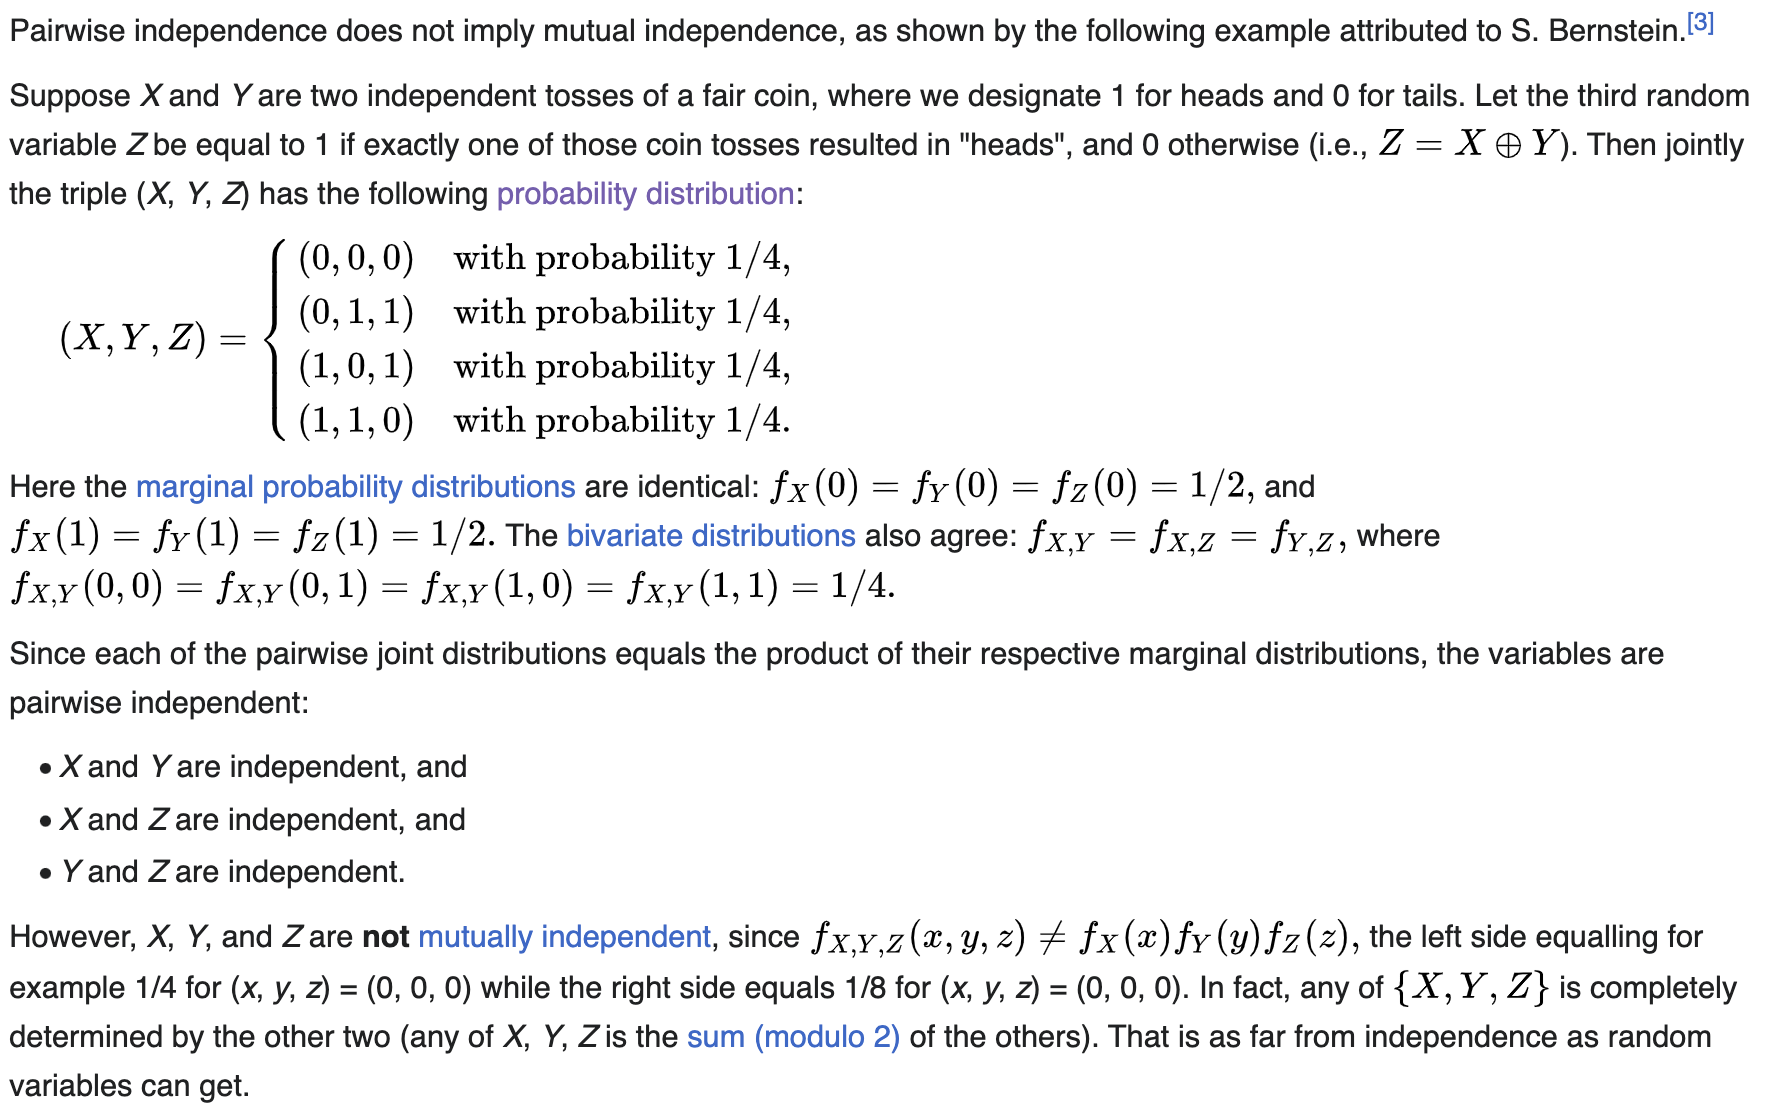 Pairwise independence does not imply mutual independence, as shown by the following example attributed to S. Bernstein.[3]
Suppose X and Y are two independent tosses of a fair coin, where we designate 1 for heads and 0 for tails. Let the third random
variable Z be equal to 1 if exactly one of those coin tosses resulted in "heads", and 0 otherwise (i.e., Z = X ⊕ Y). Then jointly
the triple (X, Y, Z) has the following probability distribution:
(X, Y, Z) = { (0, 0, 0) with probability 1/4,
(0, 1, 1) with probability 1/4,
(1, 0, 1) with probability 1/4,
(1, 1, 0) with probability 1/4.
Here the marginal probability distributions are identical: f_X(0) = f_Y(0) = f_Z(0) = 1/2, and
f_X(1) = f_Y(1) = f_Z(1) = 1/2. The bivariate distributions also agree: f_{X,Y} = f_{X,Z} = f_{Y,Z}, where
f_{X,Y}(0, 0) = f_{X,Y}(0, 1) = f_{X,Y}(1, 0) = f_{X,Y}(1, 1) = 1/4.
Since each of the pairwise joint distributions equals the product of their respective marginal distributions, the variables are
pairwise independent:
• X and Y are independent, and
• X and Z are independent, and
• Y and Z are independent.
However, X, Y, and Z are not mutually independent, since f_{X,Y,Z}(x, y, z) ≠ f_X(x)f_Y(y)f_Z(z), the left side equalling for
example 1/4 for (x, y, z) = (0, 0, 0) while the right side equals 1/8 for (x, y, z) = (0, 0, 0). In fact, any of {X, Y, Z} is completely
determined by the other two (any of X, Y, Z is the sum (modulo 2) of the others). That is as far from independence as random
variables can get.